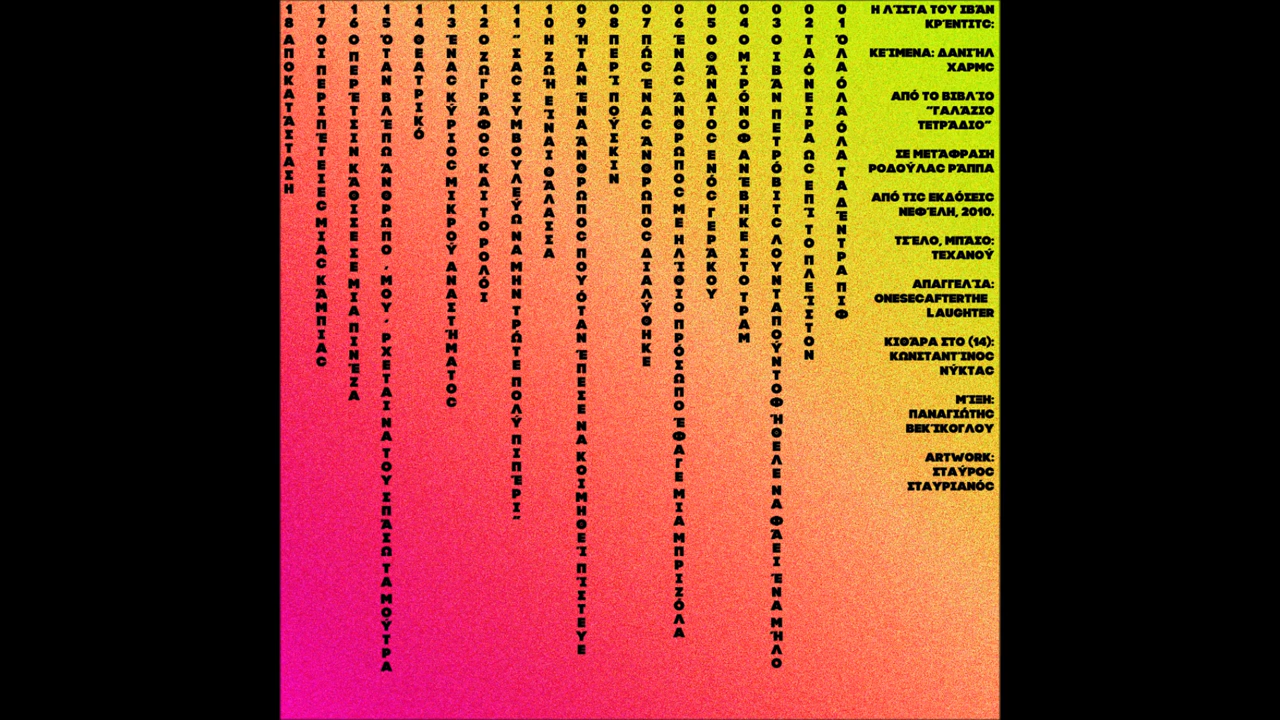 Η ΛΊΣΤΑ ΤΟΥ ΙΒΆΝ
ΚΡΈΝΤΙΤΣ:
ΚΕΊΜΕΝΑ: ΔΑΝΙΉΛ
ΧΑΡΜΣ
ΑΠΌ ΤΟ ΒΙΒΛΊΟ
"ΓΑΛΆΖΙΟ
ΤΕΤΡΆΔΙΟ"
ΣΕ ΜΕΤΆΦΡΑΣΗ
ΡΟΔΟΎΛΑΣ ΡΆΠΠΑ
ΑΠΌ ΤΙΣ ΕΚΔΌΣΕΙΣ
ΝΕΦΈΛΗ, 2010.
ΤΣΈΛΟ, ΜΠΆΣΟ:
ΤΕΧΑΝΟΎ
ΑΠΑΓΓΕΛΊΑ:
ONESECAFTERTHE
LAUGHTER
ΚΙΘΆΡΑ ΣΤΟ (14):
ΚΩΝΣΤΑΝΤΊΝΟΣ
ΝΎΚΤΑΣ
ΜΊΞΗ:
ΠΑΝΑΓΙΏΤΗΣ
ΒΕΚΊΚΟΓΛΟΥ
ARTWORK:
ΣΤΑΎΡΟΣ
ΣΤΑΥΡΙΑΝΌΣ
01 ΌΛΑ ΌΛΑ ΌΛΑ ΤΑ ΔΈΝΤΡΑ ΠΙΦ
02 ΤΑ ΌΝΕΙΡΑ ΩΣ ΕΠΊ ΤΟ ΠΛΕΊΣΤΟΝ
03 Ο ΙΒΆΝ ΠΕΤΡΌΒΙΤΣ ΛΟΥΝΤΑΠΟΎΝΤΟΦ ΉΘΕΛΕ ΝΑ ΦΆΕΙ ΈΝΑ ΜΉΛΟ
04 Ο ΜΙΡΌΝΟΦ ΑΝΈΒΗΚΕ ΣΤΟ ΤΡΑΜ
05 Ο ΘΆΝΑΤΟΣ ΕΝΌΣ ΓΕΡΆΚΟΥ
06 ΈΝΑΣ ΆΝΘΡΩΠΟΣ ΜΕ ΗΛΊΘΙΟ ΠΡΌΣΩΠΟ ΈΦΑΓΕ ΜΙΑ ΜΠΡΙΖΌΛΑ
07 ΠΏΣ ΈΝΑΣ ΆΝΘΡΩΠΟΣ ΔΙΑΛΎΘΗΚΕ
08 ΠΕΡΊ ΠΟΎΣΚΙΝ
09 ΉΤΑΝ ΈΝΑ ΆΝΘΡΩΠΟΣ ΠΟΥ ΌΤΑΝ ΈΠΕΣΕ ΝΑ ΚΟΙΜΗΘΕΊ ΠΊΣΤΕΥΕ
10 Η ΖΩΉ ΕΊΝΑΙ ΘΆΛΑΣΣΑ
11 "ΣΑΣ ΣΥΜΒΟΥΛΕΎΩ ΝΑ ΜΗΝ ΤΡΏΤΕ ΠΟΛΎ ΠΙΠΈΡΙ"
12 Ο ΖΩΓΡΆΦΟΣ ΚΑΙ ΤΟ ΡΟΛΌΙ
13 ΈΝΑΣ ΚΎΡΙΟΣ ΜΙΚΡΟΎ ΑΝΑΣΤΉΜΑΤΟΣ
14 ΘΕΑΤΡΙΚΌ
15 ΌΤΑΝ ΒΛΈΠΩ ΆΝΘΡΩΠΟ, ΜΟΥ 'ΡΧΕΤΑΙ ΝΑ ΤΟΥ ΣΠΆΣΩ ΤΑ ΜΟΎΤΡΑ
16 Ο ΠΕΡΈΤΣΙΝ ΚΆΘΙΣΕ ΣΕ ΜΙΑ ΠΙΝΈΖΑ
17 ΟΙ ΠΕΡΙΠΈΤΕΙΕΣ ΜΙΑΣ ΚΆΜΠΙΑΣ
18 ΑΠΟΚΑΤΆΣΤΑΣΗ